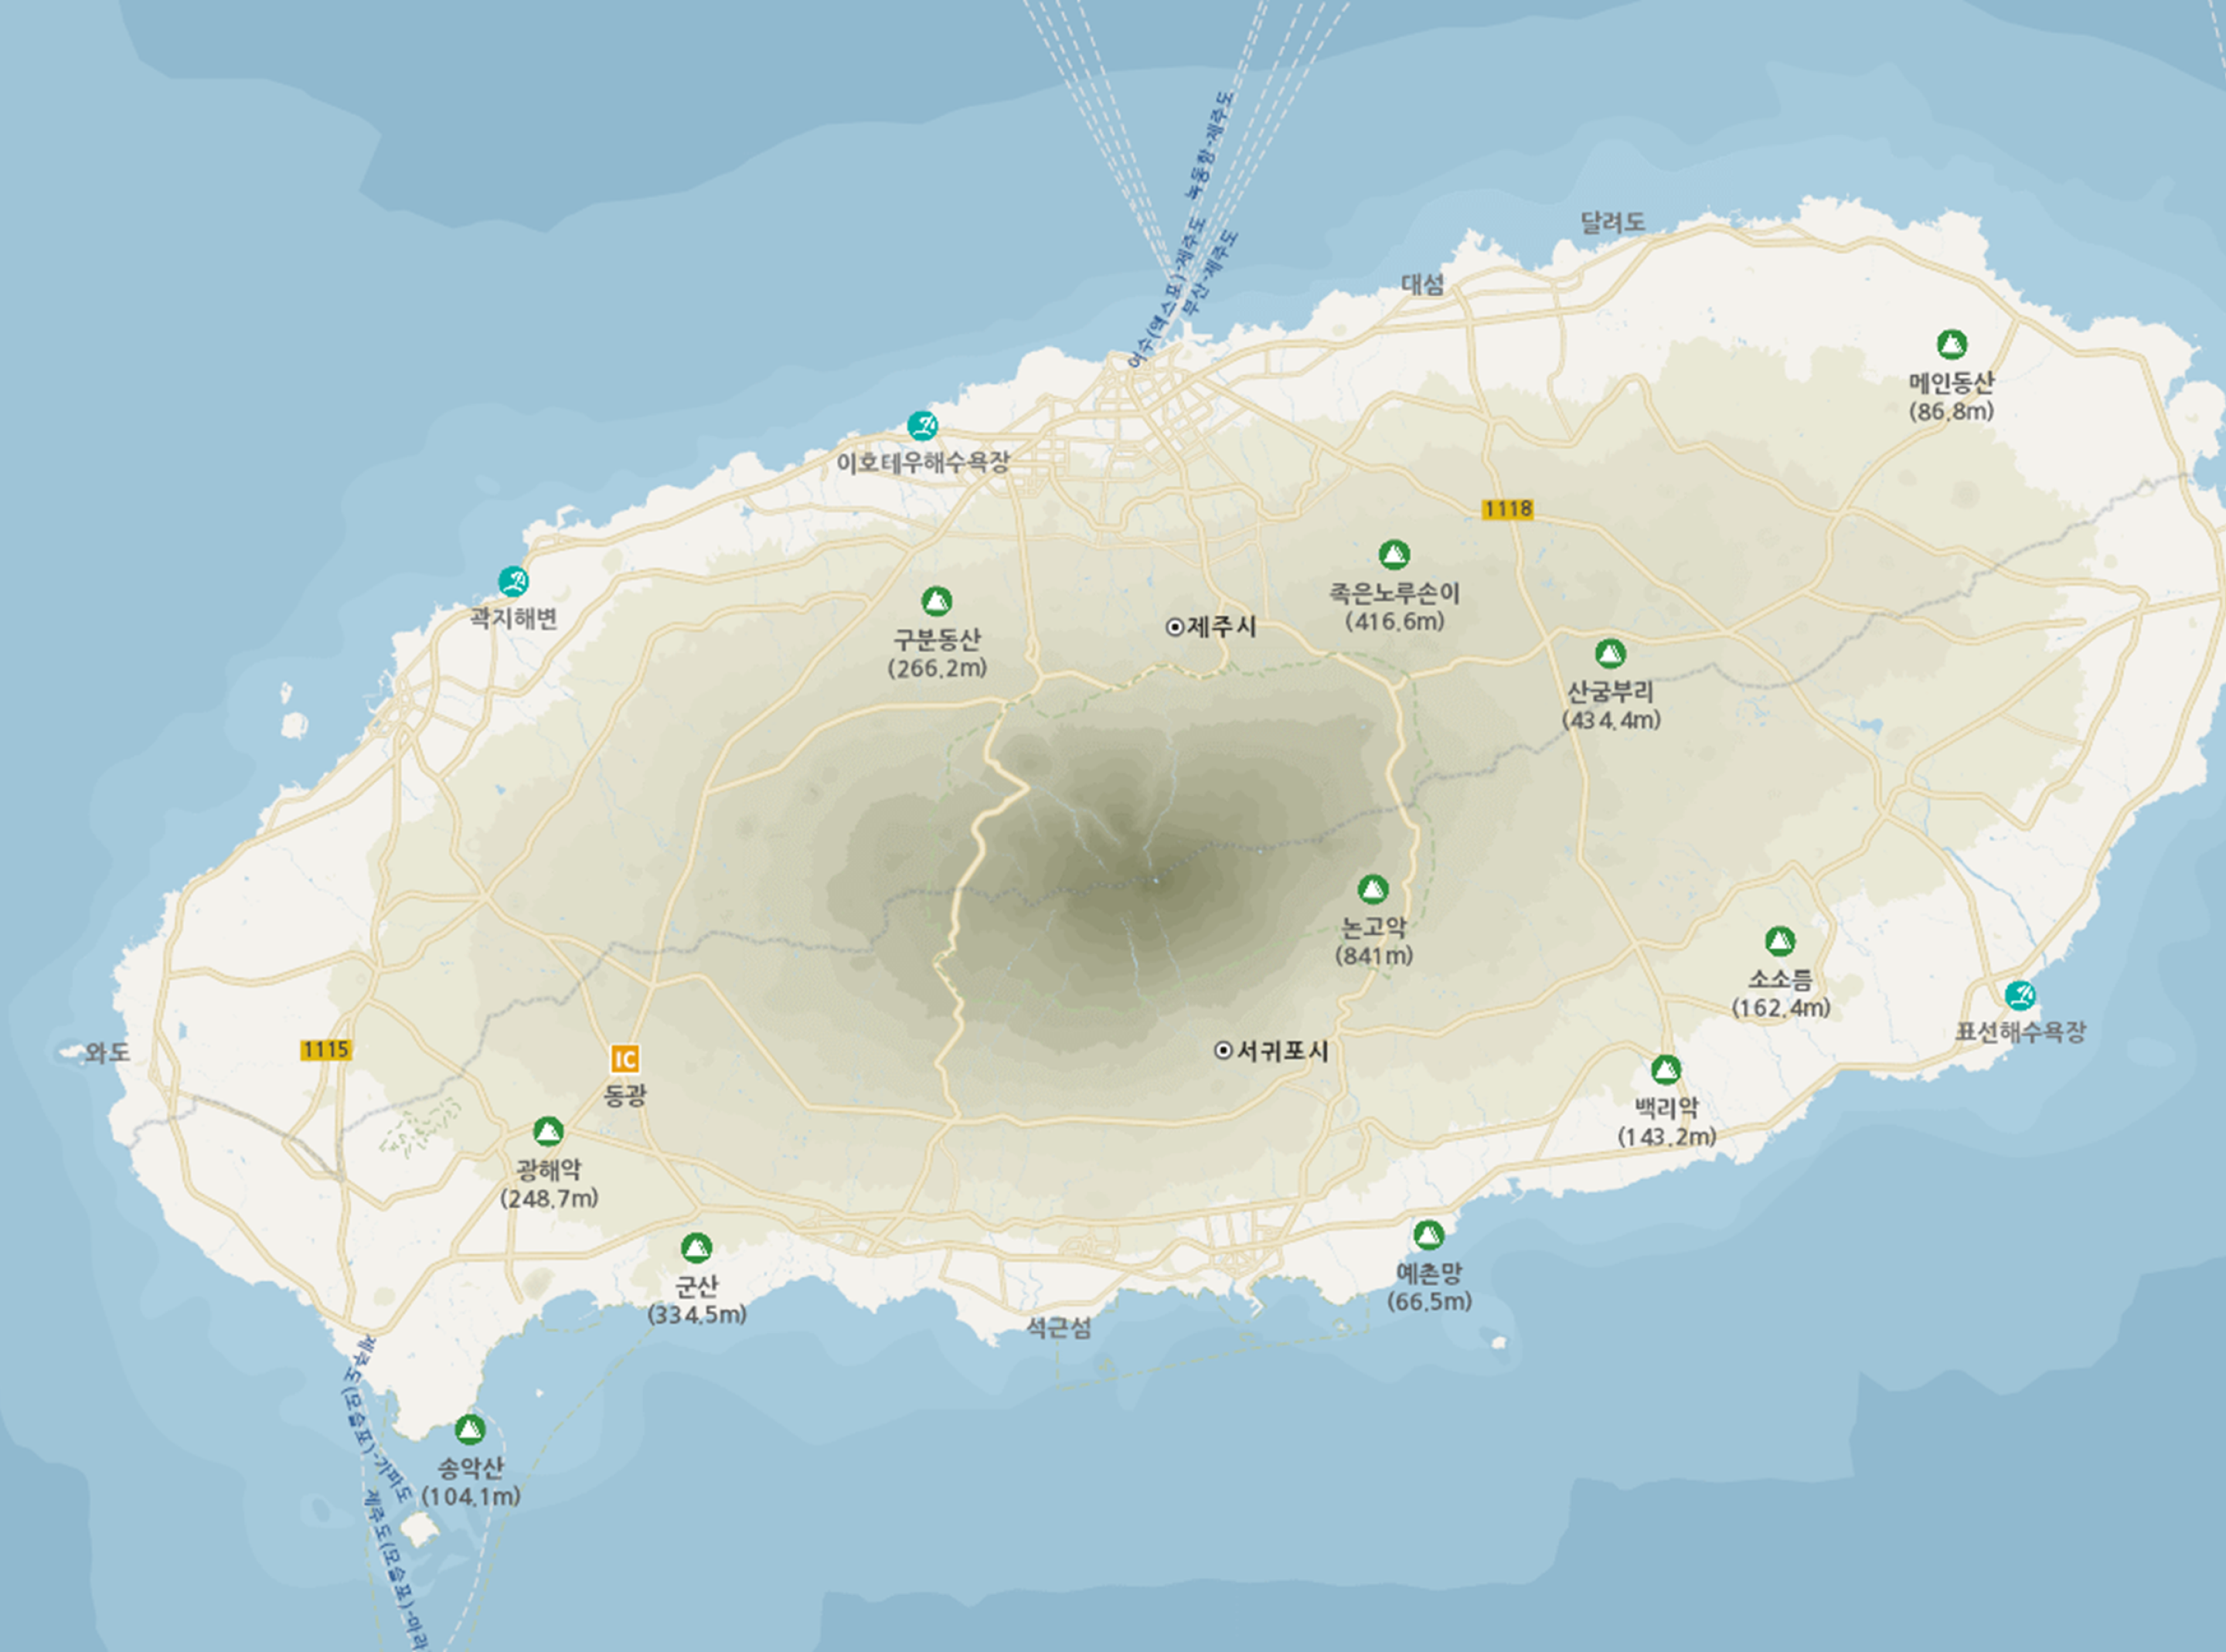 녹동항-제주도
여수(엑스포)-제주도
부산-제주도
달려도
대섬
메인동산
(86.8m)
이호테우해수욕장
1118
곽지해변
족은노루손이
(416.6m)
구분동산
(266.2m)
제주시
산굼부리
(434.4m)
논고악
(841m)
소소름
(162.4m)
표선해수욕장
와도
1115
IC
동광
서귀포시
백리악
(143.2m)
광해악
(248.7m)
군산
(334.5m)
예촌망
(66.5m)
석근섬
제주도(모슬포)-가파도
송악산
(104.1m)
제주도(모슬포)-마라